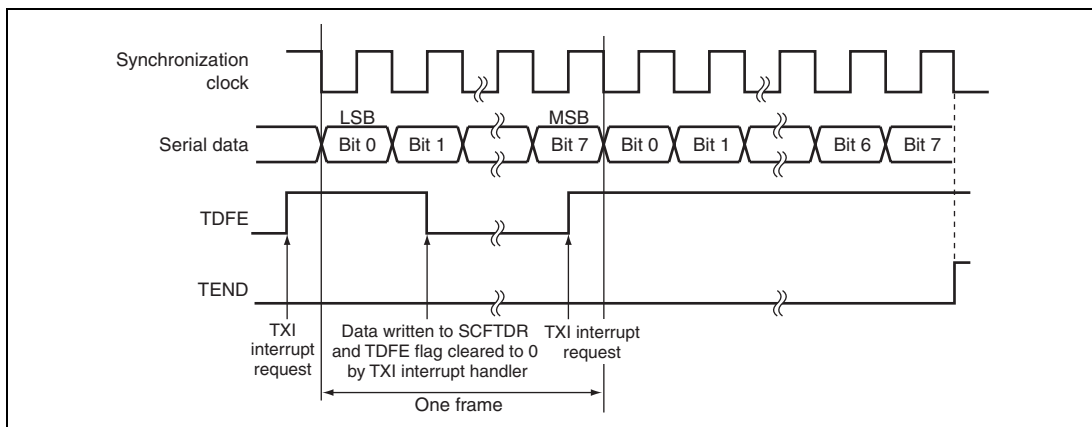 Synchronization
clock
LSB
MSB
Serial data
Bit 0
Bit 1
Bit 7
Bit 0
Bit 1
Bit 6
Bit 7
TDFE
TEND
TXI
interrupt
request
Data written to SCFTDR
and TDFE flag cleared to 0
by TXI interrupt handler
TXI interrupt
request
One frame